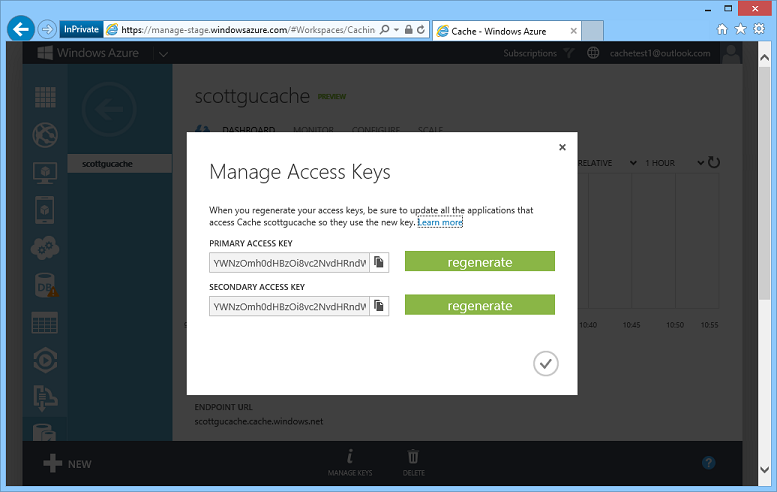 InPrivate
https://manage-stage.windowsazure.com/#Workspaces/Cachin
Cache - Windows Azure
Windows Azure
Subscriptions
cachetest1@outlook.com
scottgucache
PREVIEW
DASHBOARD
MONITOR
CONFIGURE
SCALE
scottgucache
RELATIVE
1 HOUR
Manage Access Keys
When you regenerate your access keys, be sure to update all the applications that
access Cache scottgucache so they use the new key. Learn more
PRIMARY ACCESS KEY
YWNzOmh0dHBzOi8vc2NvdHRndW
regenerate
SECONDARY ACCESS KEY
YWNzOmh0dHBzOi8vc2NvdHRndW
regenerate
10:40 10:45 10:50 10:55
ENDPOINT URL
scottgucache.cache.windows.net
DB
NEW
MANAGE KEYS
DELETE
?